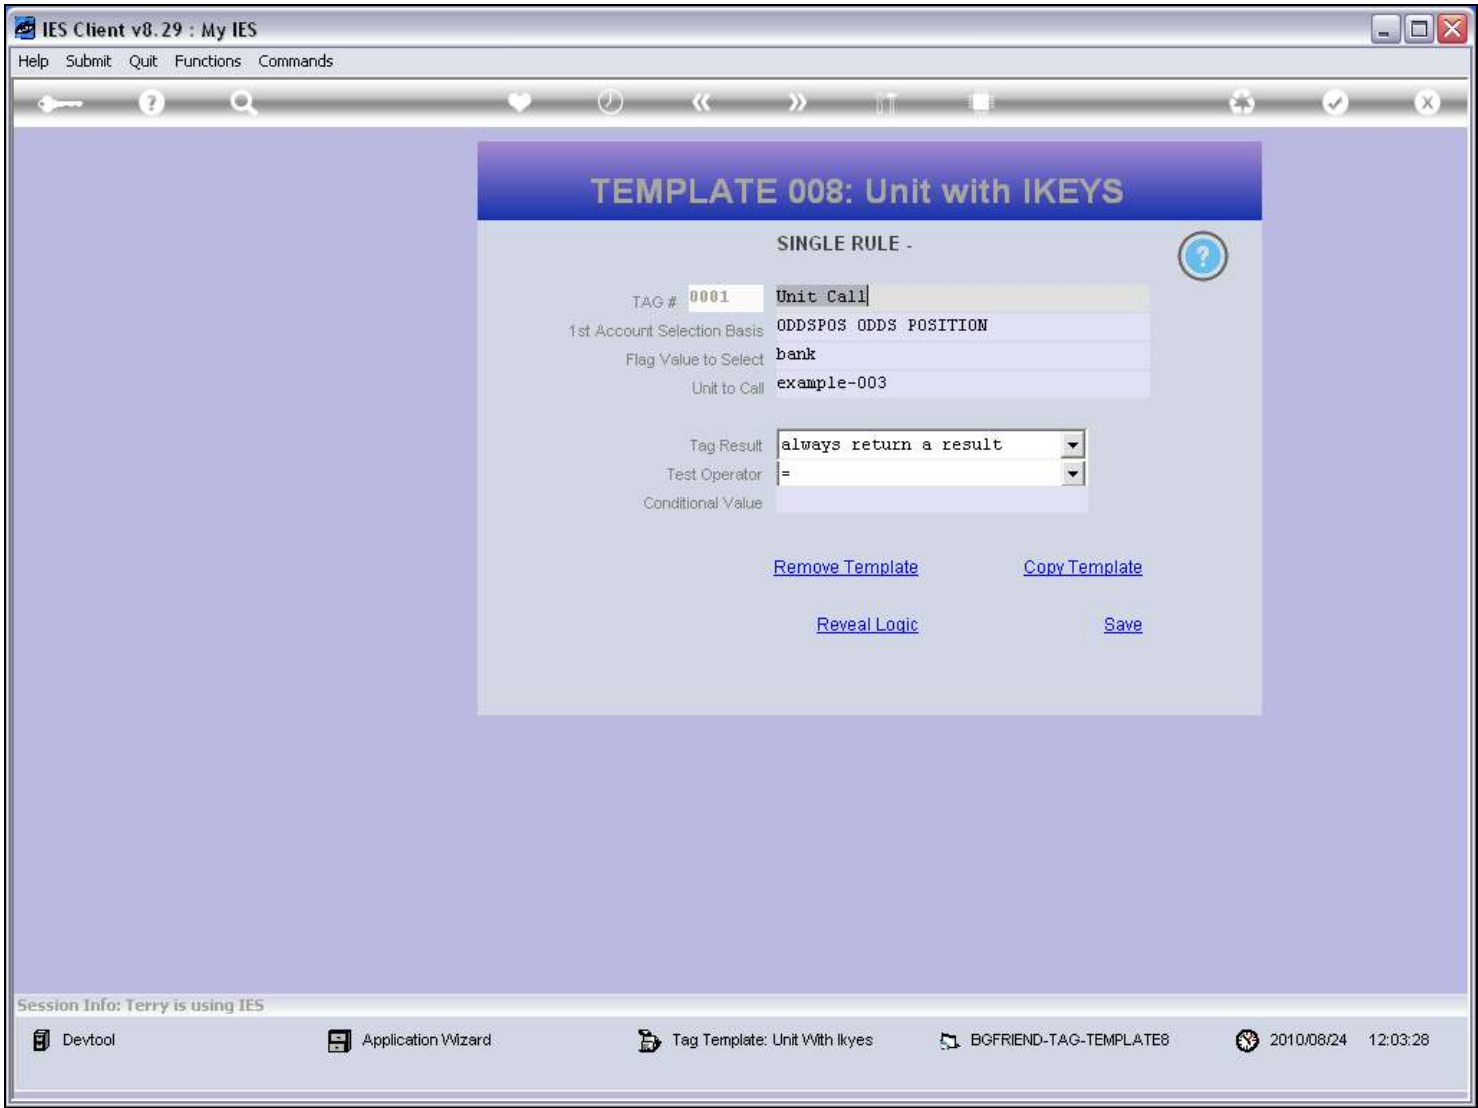 IES Client v8.29 : My IES
Help Submit Quit Functions Commands
TEMPLATE 008: Unit with IKEYS
SINGLE RULE -
TAG # 0001 Unit Call
1st Account Selection Basis ODDSPOS ODDS POSITION
Flag Value to Select bank
Unit to Call example-003
Tag Result always return a result
Test Operator =
Conditional Value
Remove Template Copy Template
Reveal Logic Save
Session Info: Terry is using IES
Devtool Application Wizard Tag Template: Unit With Ikyes BGFRIEND-TAG-TEMPLATE8 2010/08/24 12:03:28